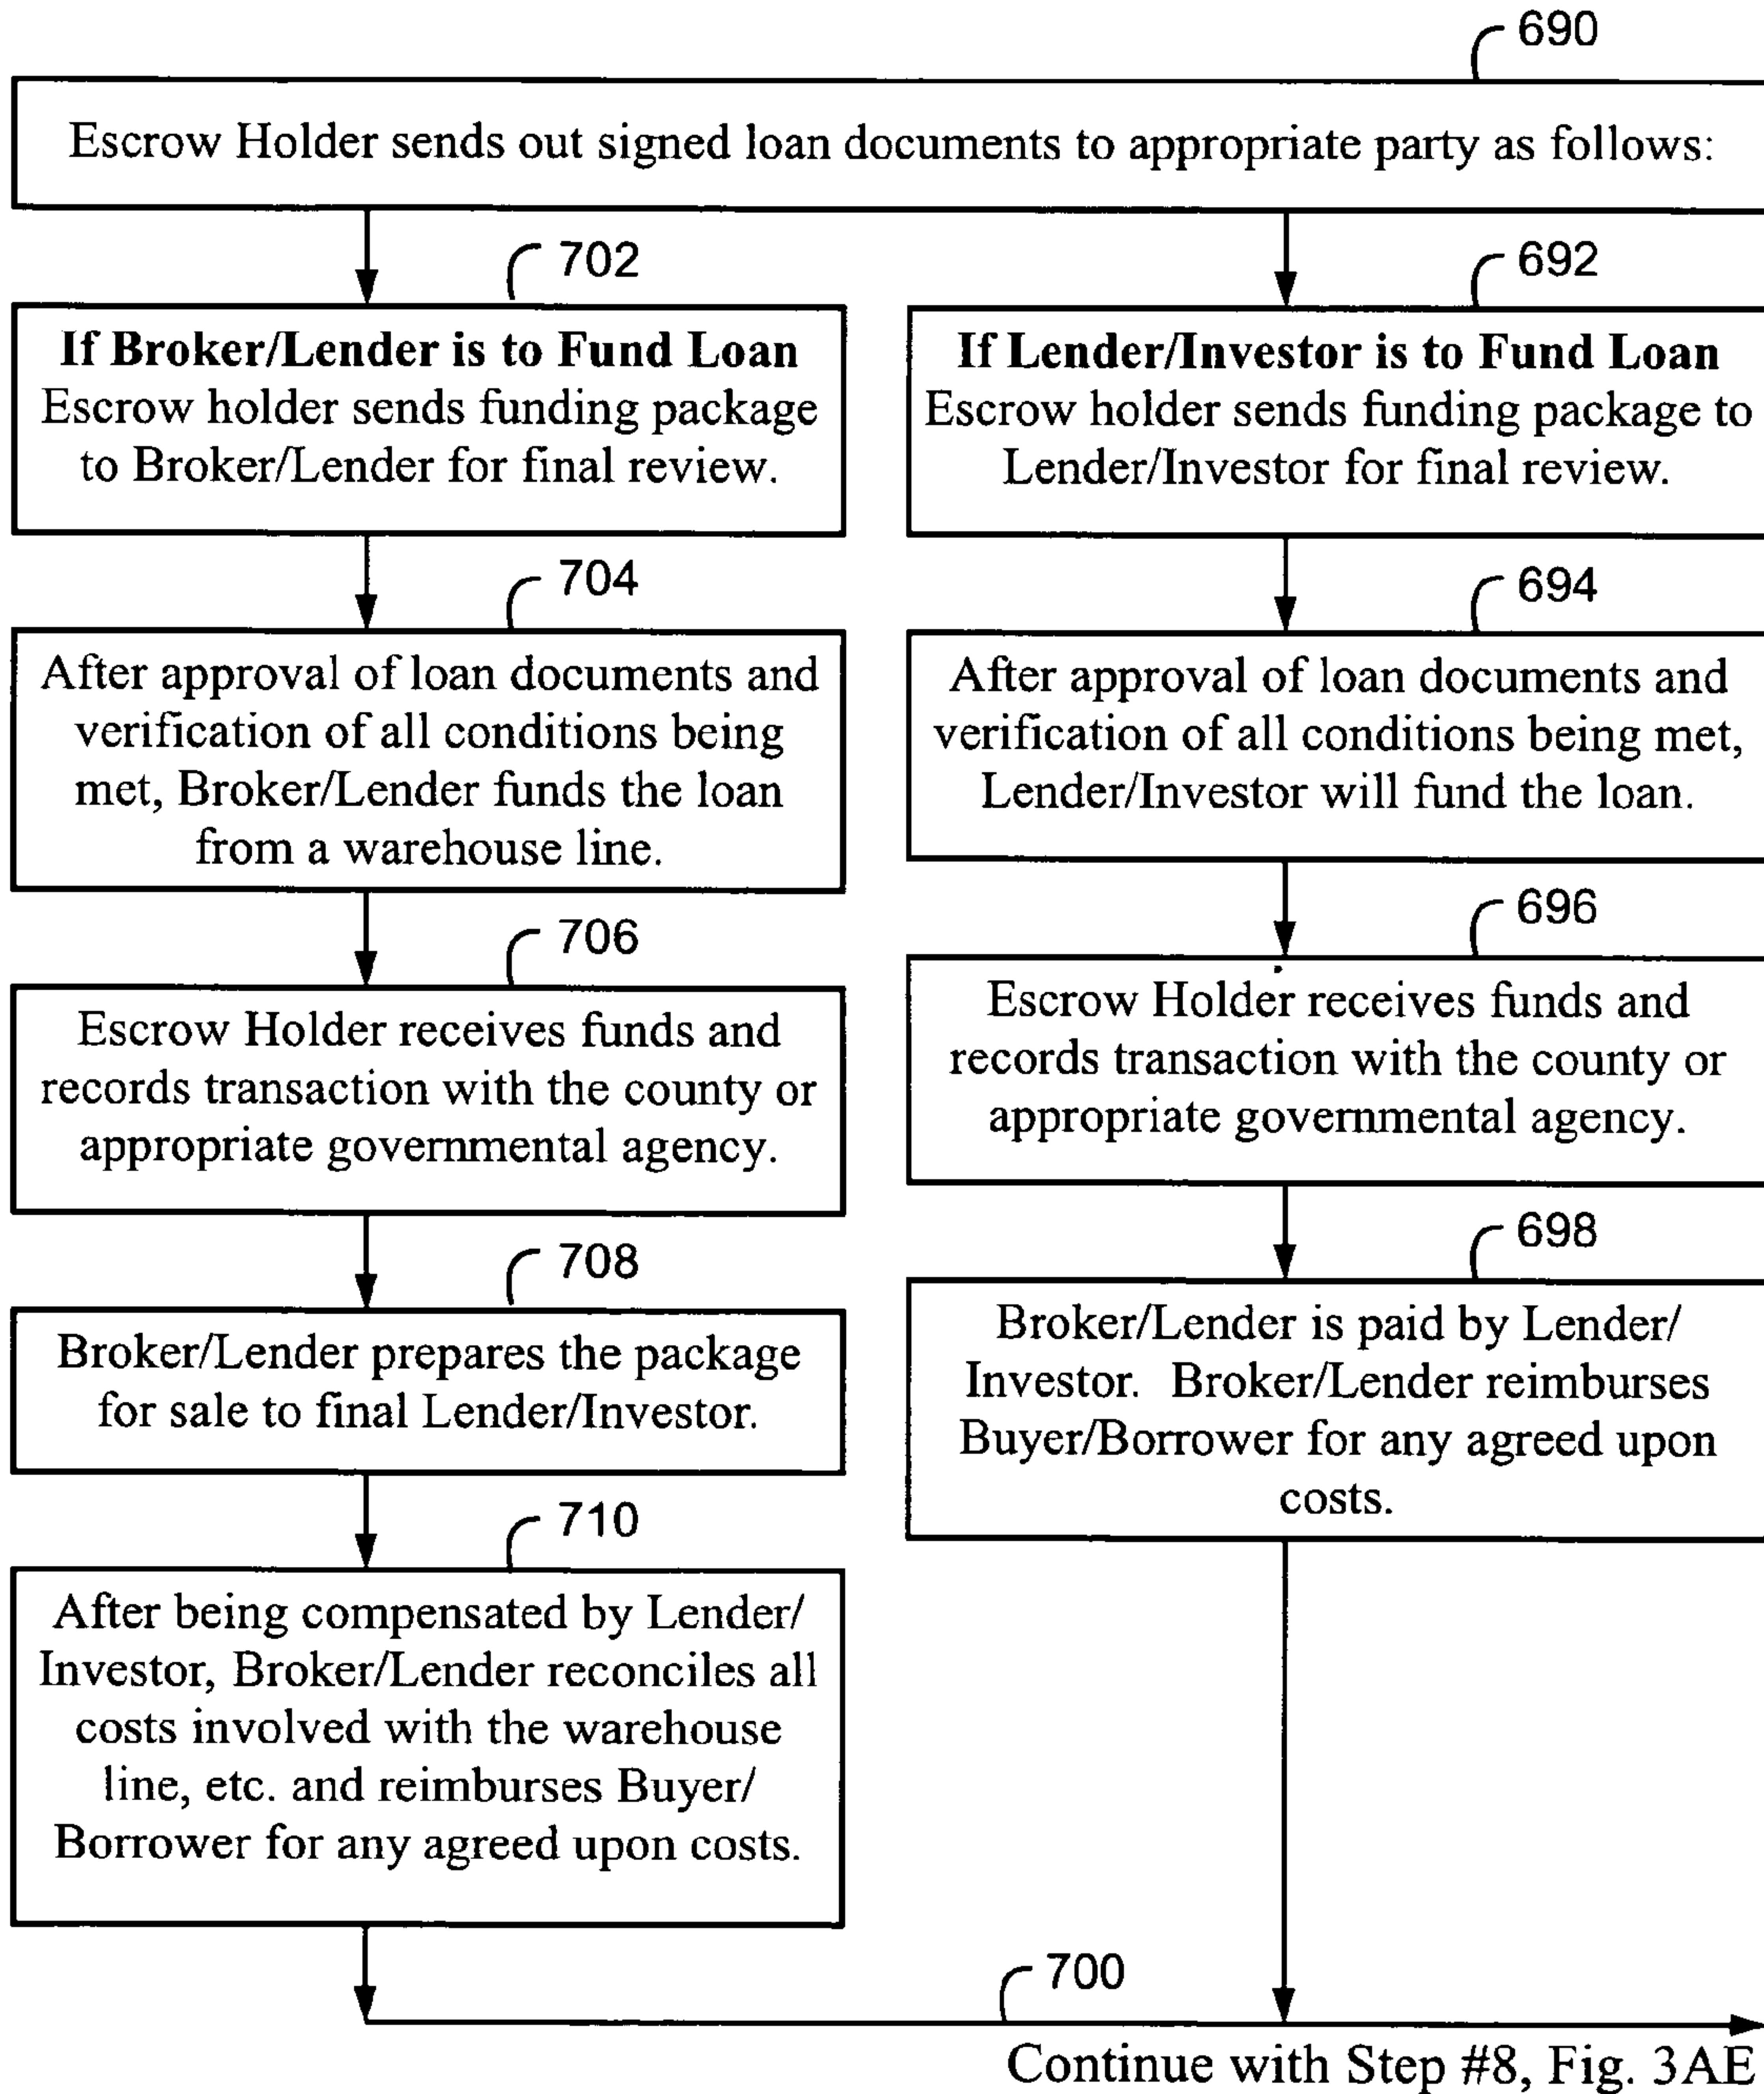 690
Escrow Holder sends out signed loan documents to appropriate party as follows:
702
If Broker/Lender is to Fund Loan
Escrow holder sends funding package
to Broker/Lender for final review.
704
After approval of loan documents and
verification of all conditions being
met, Broker/Lender funds the loan
from a warehouse line.
706
Escrow Holder receives funds and
records transaction with the county or
appropriate governmental agency.
708
Broker/Lender prepares the package
for sale to final Lender/Investor.
710
After being compensated by Lender/
Investor, Broker/Lender reconciles all
costs involved with the warehouse
line, etc. and reimburses Buyer/
Borrower for any agreed upon costs.
692
If Lender/Investor is to Fund Loan
Escrow holder sends funding package to
Lender/Investor for final review.
694
After approval of loan documents and
verification of all conditions being met,
Lender/Investor will fund the loan.
696
Escrow Holder receives funds and
records transaction with the county or
appropriate governmental agency.
698
Broker/Lender is paid by Lender/
Investor. Broker/Lender reimburses
Buyer/Borrower for any agreed upon
costs.
700
Continue with Step #8, Fig. 3AE